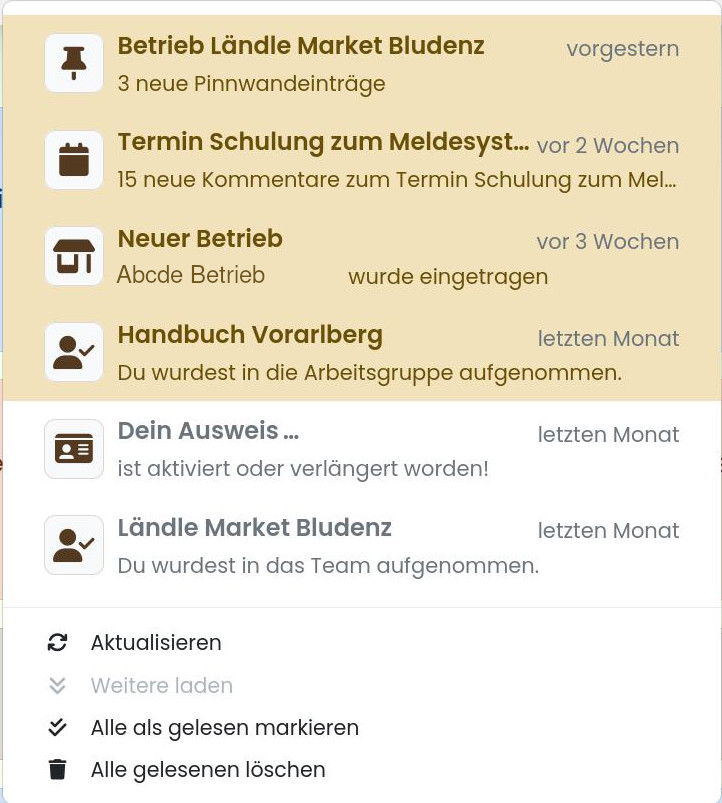 Betrieb Ländle Market Bludenz vorgestern
3 neue Pinnwandeinträge
Termin Schulung zum Meldesyst... vor 2 Wochen
15 neue Kommentare zum Termin Schulung zum Mel...
Neuer Betrieb vor 3 Wochen
Abcde Betrieb wurde eingetragen
Handbuch Vorarlberg letzten Monat
Du wurdest in die Arbeitsgruppe aufgenommen.
Dein Ausweis ... letzten Monat
ist aktiviert oder verlängert worden!
Ländle Market Bludenz letzten Monat
Du wurdest in das Team aufgenommen.
Aktualisieren
Weitere laden
Alle als gelesen markieren
Alle gelesenen löschen